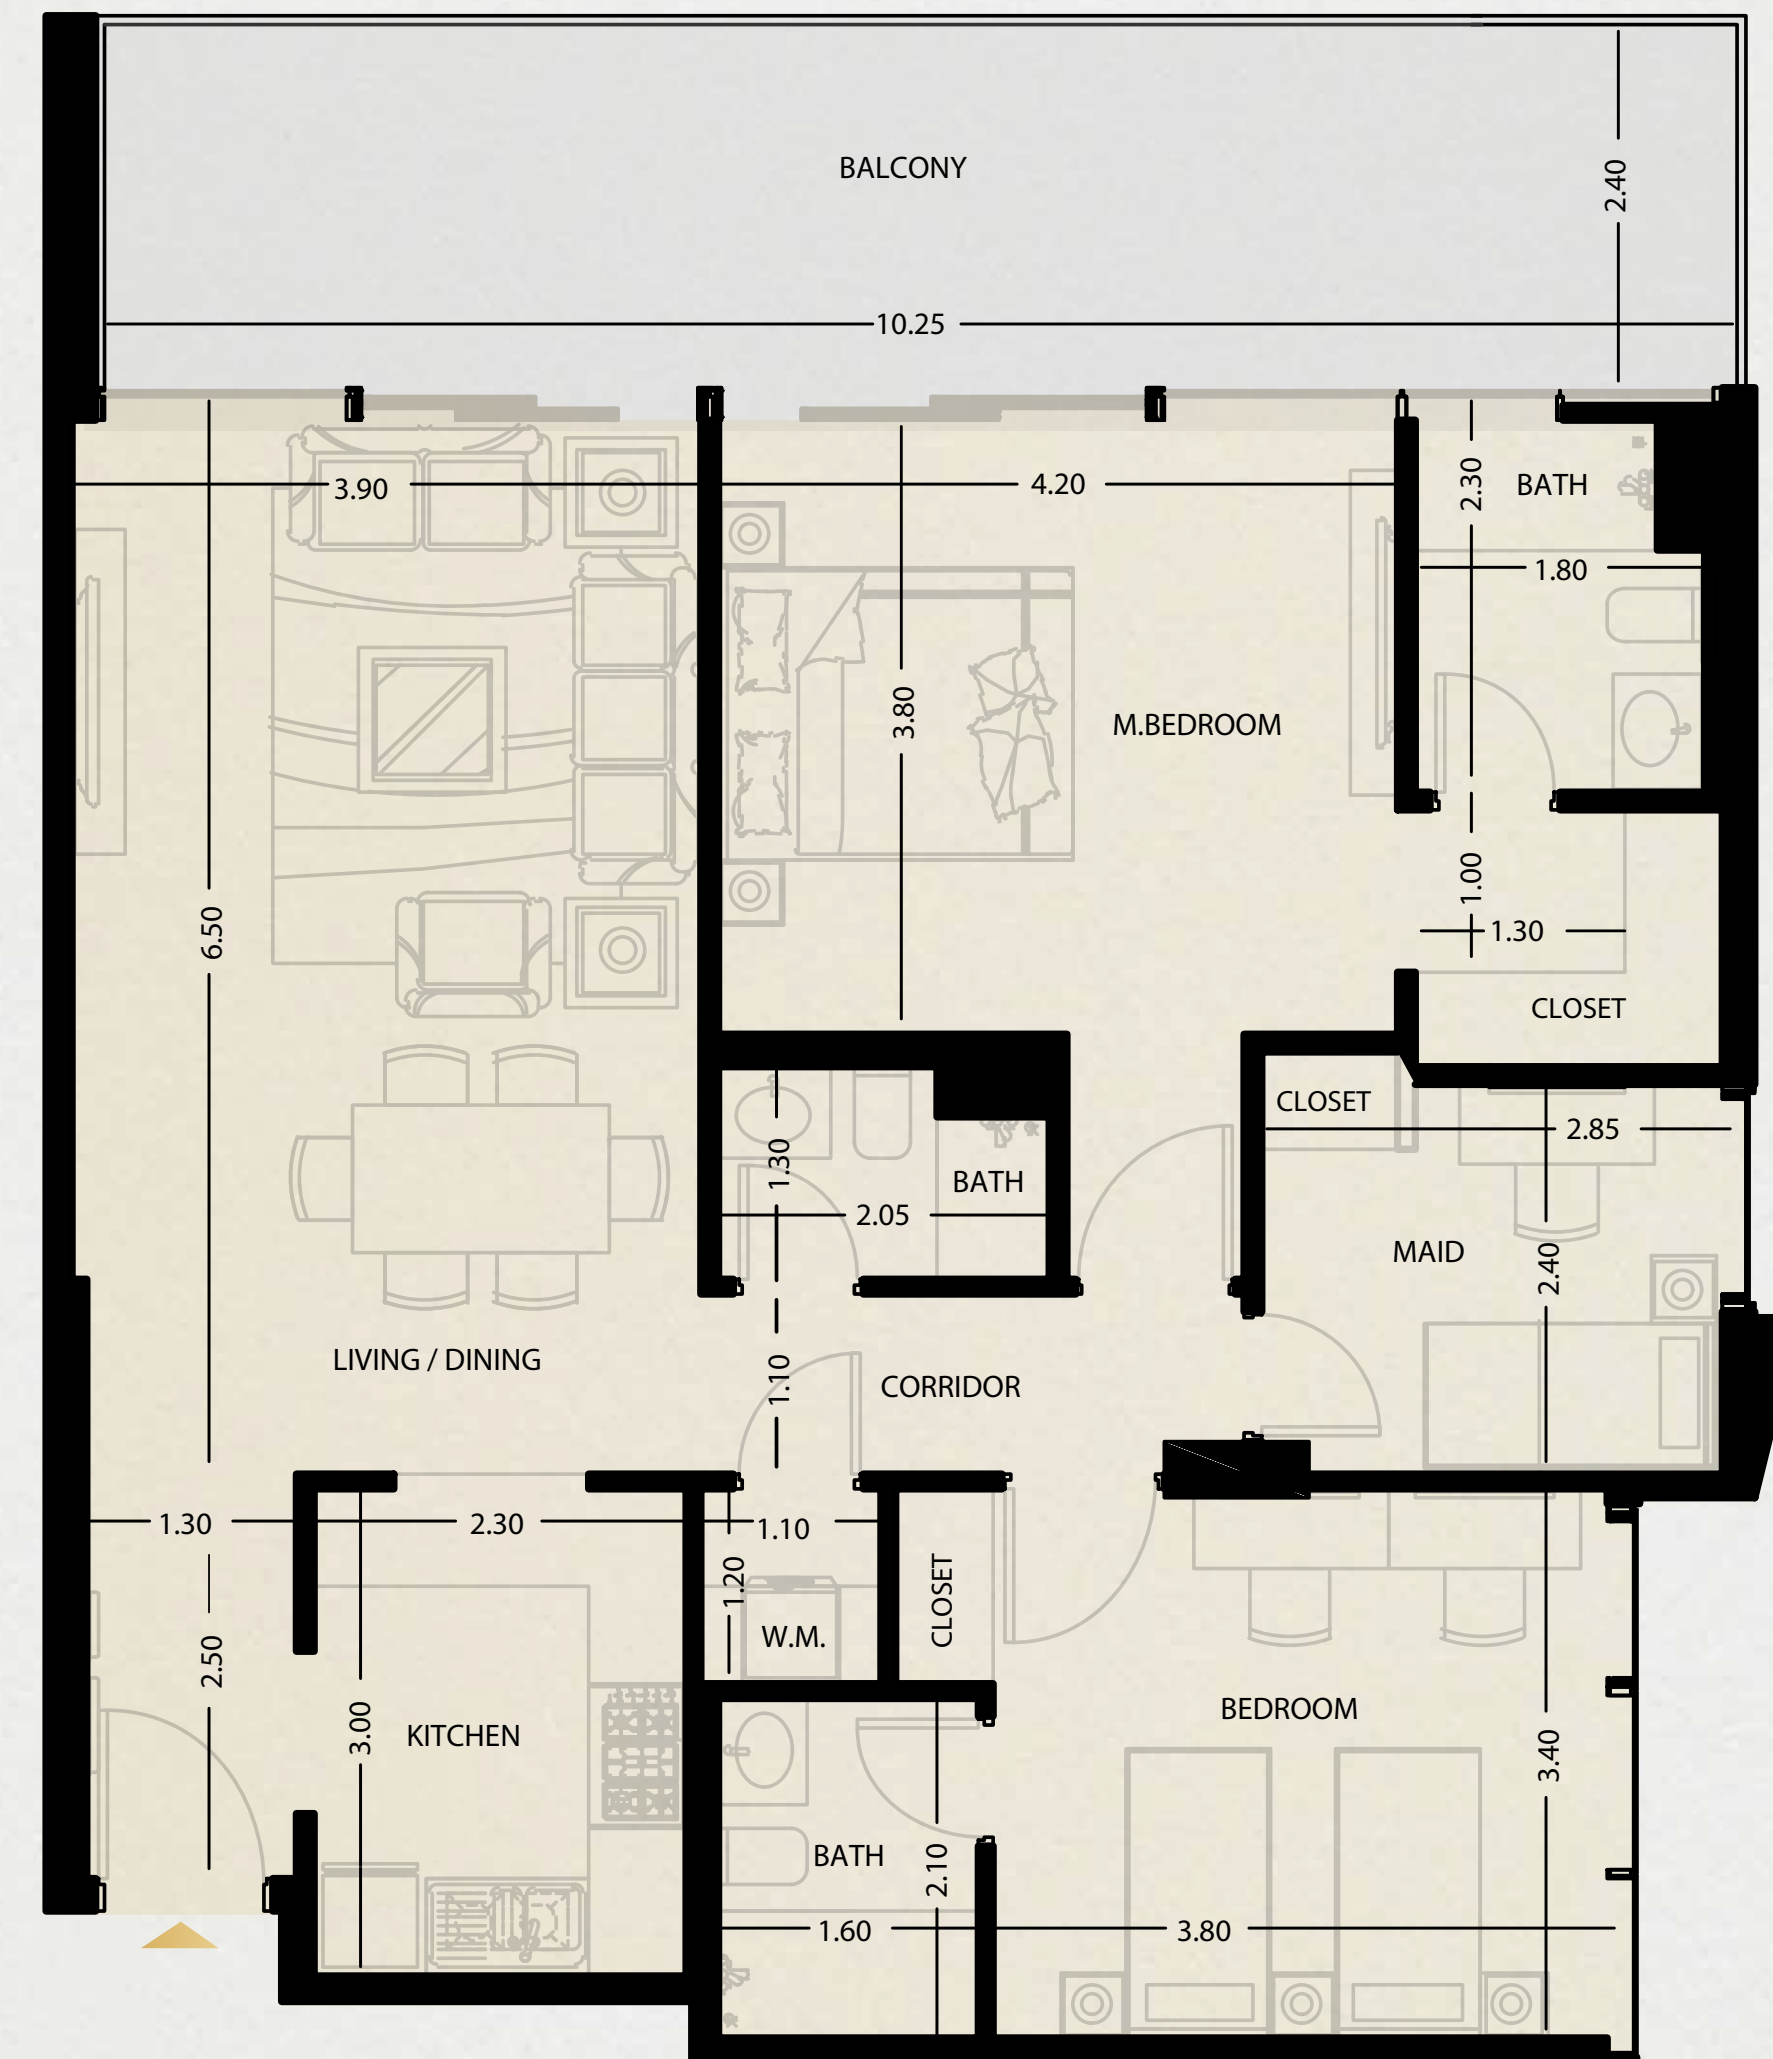 BALCONY
2.40
10.25
3.90
4.20
2.30
BATH
1.80
3.80
M.BEDROOM
6.50
1.00
1.30
CLOSET
CLOSET
2.85
1.30
BATH
2.05
MAID
2.40
LIVING / DINING
1.10
CORRIDOR
1.30
2.30
1.10
1.20
CLOSET
W.M.
2.50
3.00
KITCHEN
BEDROOM
3.40
BATH
2.10
1.60
3.80